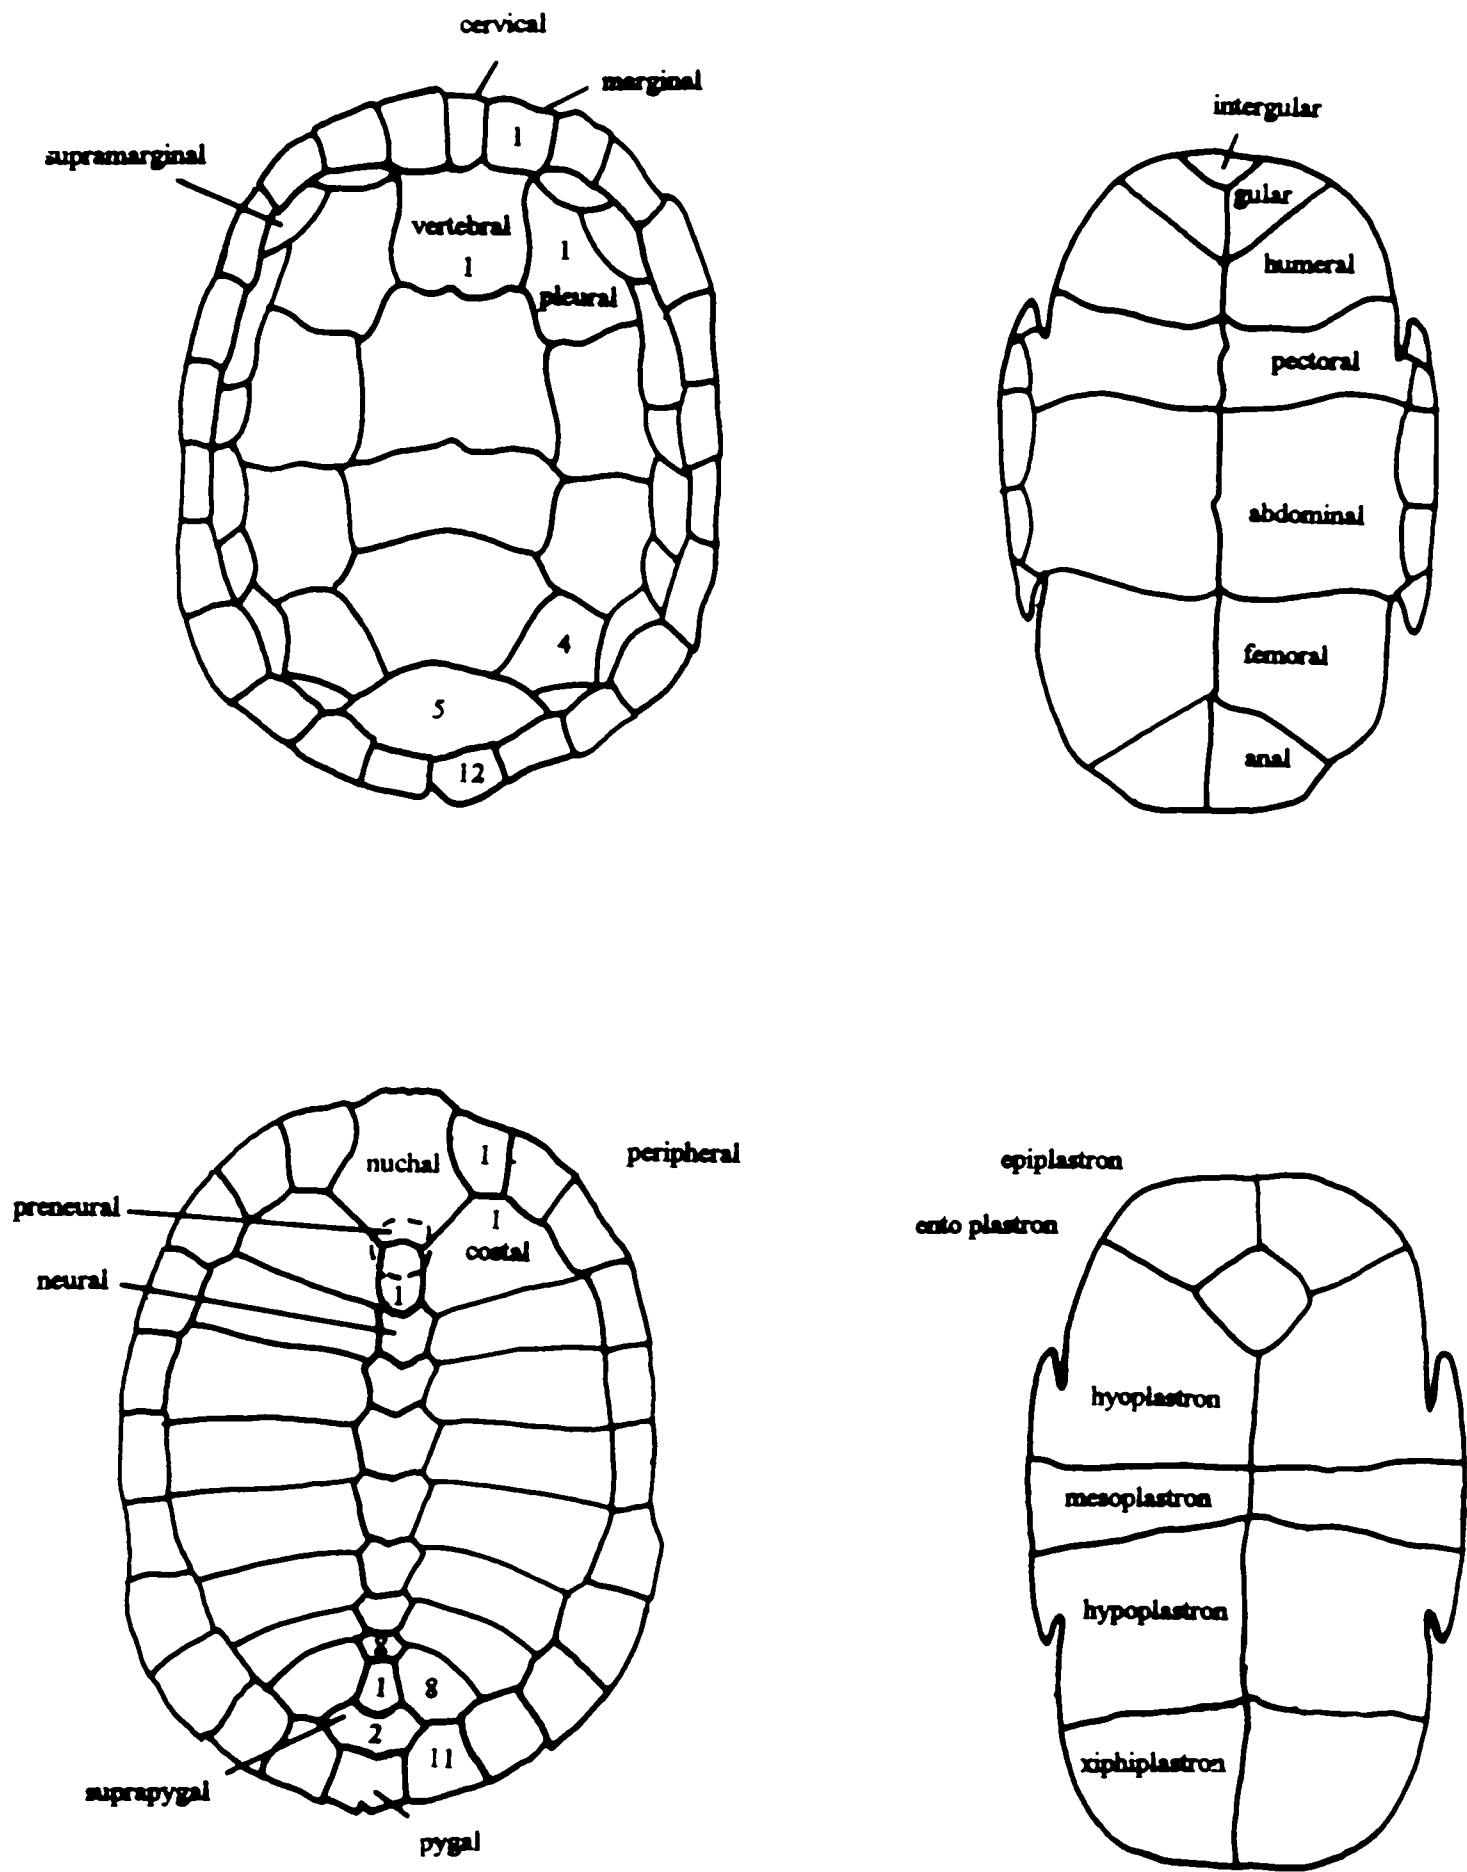 cervical
marginal
1
supramarginal
vertebral
1
1
pleural
4
5
12
intergular
gular
humeral
pectoral
abdominal
femoral
anal
nuchal
1
peripheral
preneural
1
costal
neural
1
8
1
8
2
11
suprapygal
pygal
epiplastron
ento plastron
hyoplastron
mesoplastron
hypoplastron
xiphiplastron